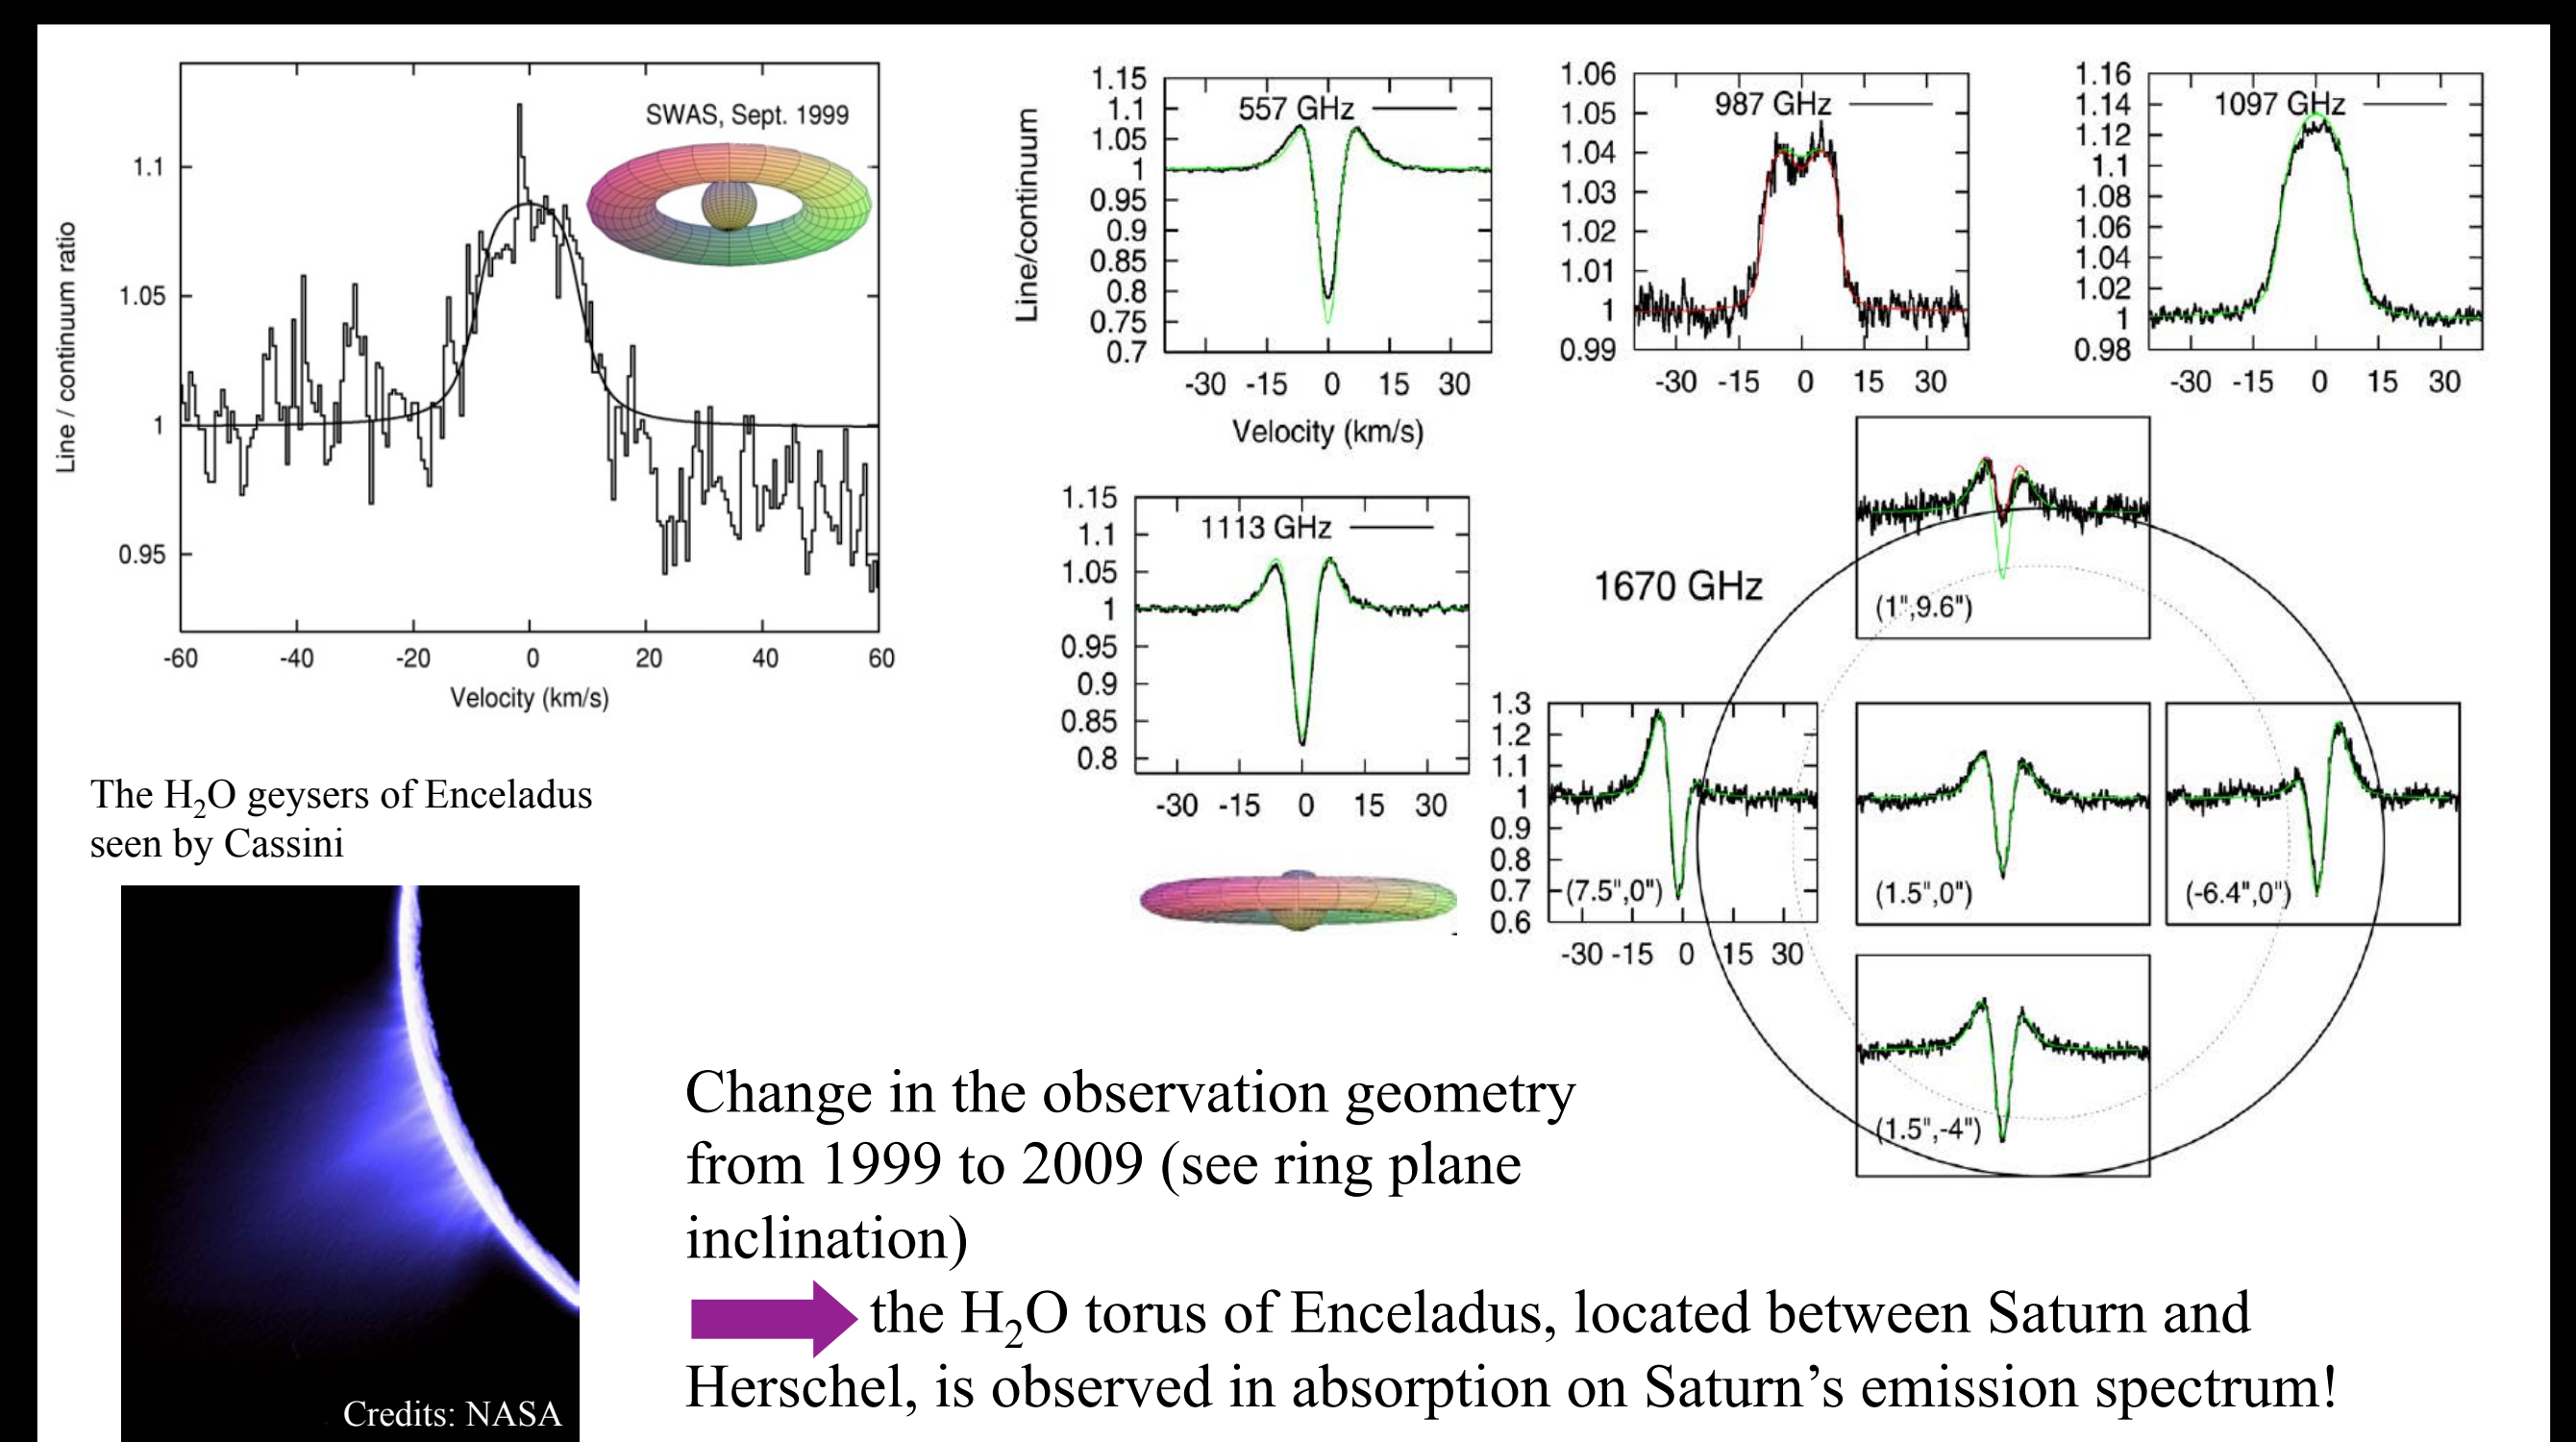 SWAS, Sept. 1999
1.1
1.05
1
0.95
Line / continuum ratio
-60 -40 -20 0 20 40 60
Velocity (km/s)
557 GHz
1.15
1.1
1.05
1
0.95
0.9
0.85
0.8
0.75
0.7
Line/continuum
-30 -15 0 15 30
Velocity (km/s)
987 GHz
1.06
1.05
1.04
1.03
1.02
1.01
1
0.99
-30 -15 0 15 30
1097 GHz
1.16
1.14
1.12
1.1
1.08
1.06
1.04
1.02
1
0.98
-30 -15 0 15 30
1113 GHz
1.15
1.1
1.05
1
0.95
0.9
0.85
0.8
-30 -15 0 15 30
1670 GHz
(1",9.6")
1.3
1.2
1.1
1
0.9
0.8
0.7
0.6
(7.5",0")
-30 -15 0 15 30
(1.5",0")
(-6.4",0")
(1.5",-4")
The H₂O geysers of Enceladus
seen by Cassini
Credits: NASA
Change in the observation geometry
from 1999 to 2009 (see ring plane
inclination)
the H₂O torus of Enceladus, located between Saturn and
Herschel, is observed in absorption on Saturn’s emission spectrum!